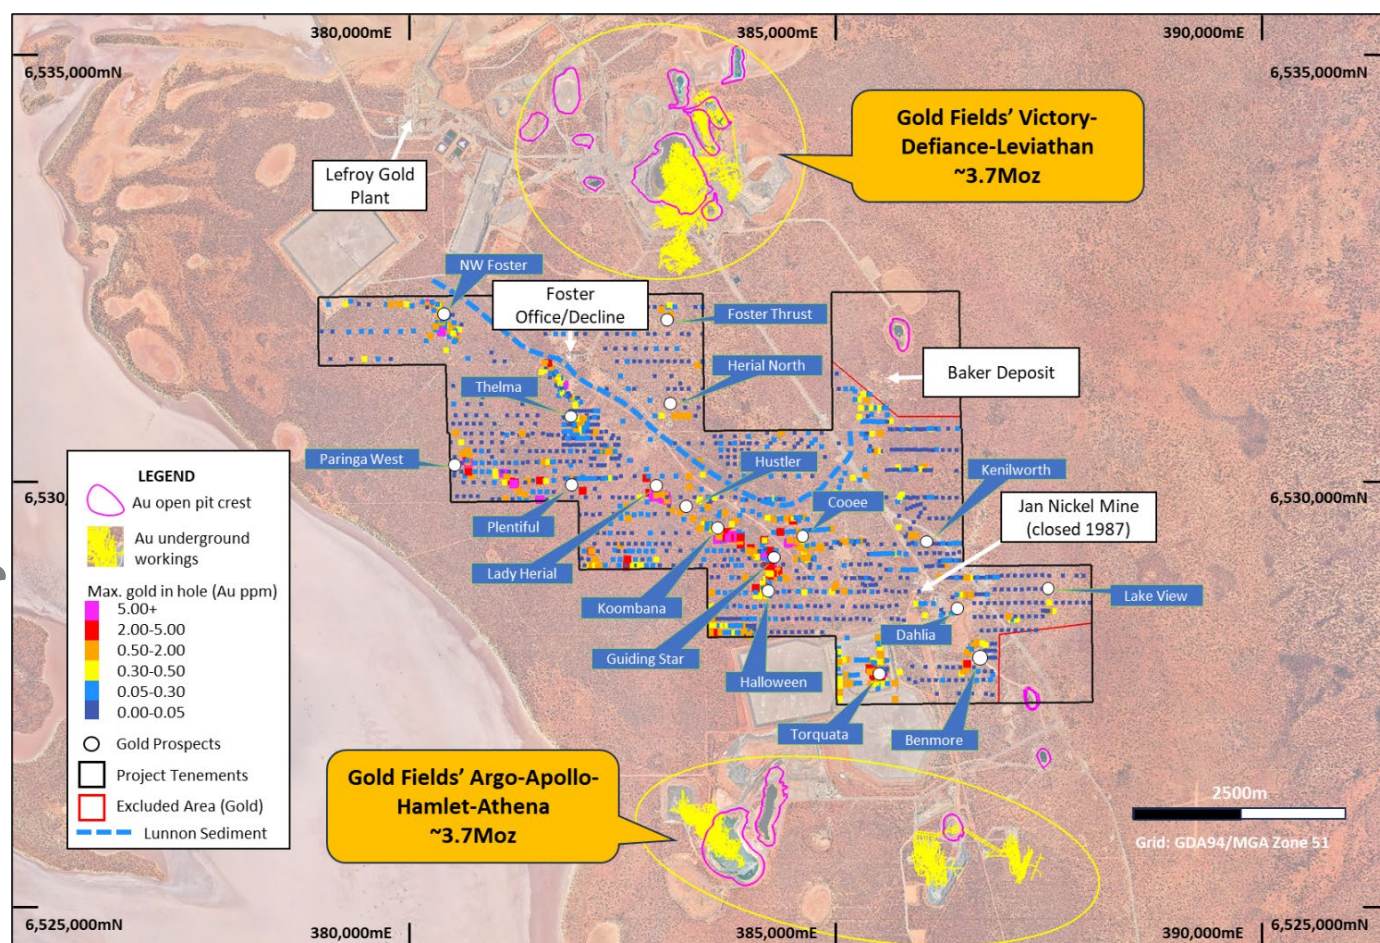 380,000mE
385,000mE
390,000mE
6,535,000mN
6,535,000mN
Gold Fields’ Victory-
Defiance-Leviathan
~3.7Moz
Lefroy Gold
Plant
NW Foster
Foster
Office/Decline
Foster Thrust
Herial North
Baker Deposit
Thelma
Paringa West
Hustler
Kenilworth
Cooee
Plentiful
Jan Nickel Mine
(closed 1987)
6,530,
6,530,000mN
Lady Herial
Koombana
Lake View
Dahlia
Guiding Star
Halloween
Torquata
Benmore
LEGEND
Au open pit crest
Au underground
workings
Max. gold in hole (Au ppm)
5.00+
2.00-5.00
0.50-2.00
0.30-0.50
0.05-0.30
0.00-0.05
Gold Prospects
Project Tenements
Excluded Area (Gold)
Lunnon Sediment
Gold Fields’ Argo-Apollo-
Hamlet-Athena
~3.7Moz
2500m
Grid: GDA94/MGA Zone 51
6,525,000mN
6,525,000mN
380,000mE
385,000mE
390,000mE